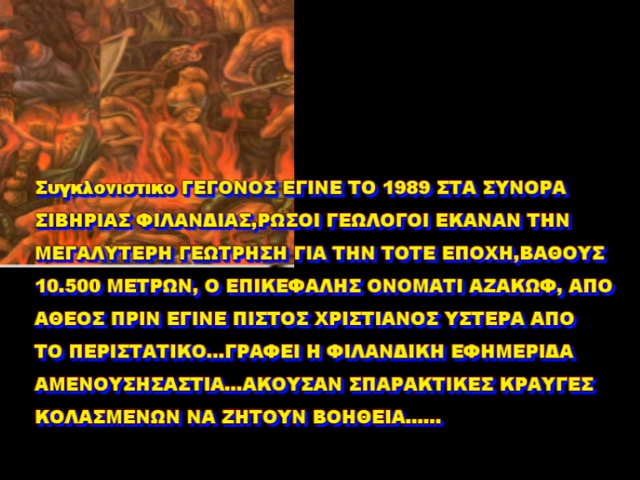 Συγκλονιστικο ΓΕΓΟΝΟΣ ΕΓΙΝΕ ΤΟ 1989 ΣΤΑ ΣΥΝΟΡΑ
ΣΙΒΗΡΙΑΣ ΦΙΛΑΝΔΙΑΣ,ΡΩΣΟΙ ΓΕΩΛΟΓΟΙ ΕΚΑΝΑΝ ΤΗΝ
ΜΕΓΑΛΥΤΕΡΗ ΓΕΩΤΡΗΣΗ ΓΙΑ ΤΗΝ ΤΟΤΕ ΕΠΟΧΗ,ΒΑΘΟΥΣ
10.500 ΜΕΤΡΩΝ, Ο ΕΠΙΚΕΦΑΛΗΣ ΟΝΟΜΑΤΙ ΑΖΑΚΩΦ, ΑΠΟ
ΑΘΕΟΣ ΠΡΙΝ ΕΓΙΝΕ ΠΙΣΤΟΣ ΧΡΙΣΤΙΑΝΟΣ ΥΣΤΕΡΑ ΑΠΟ
ΤΟ ΠΕΡΙΣΤΑΤΙΚΟ...ΓΡΑΦΕΙ Η ΦΙΛΑΝΔΙΚΗ ΕΦΗΜΕΡΙΔΑ
ΑΜΕΝΟΥΣΗΣΑΣΤΙΑ...ΑΚΟΥΣΑΝ ΣΠΑΡΑΚΤΙΚΕΣ ΚΡΑΥΓΕΣ
ΚΟΛΑΣΜΕΝΩΝ ΝΑ ΖΗΤΟΥΝ ΒΟΗΘΕΙΑ......